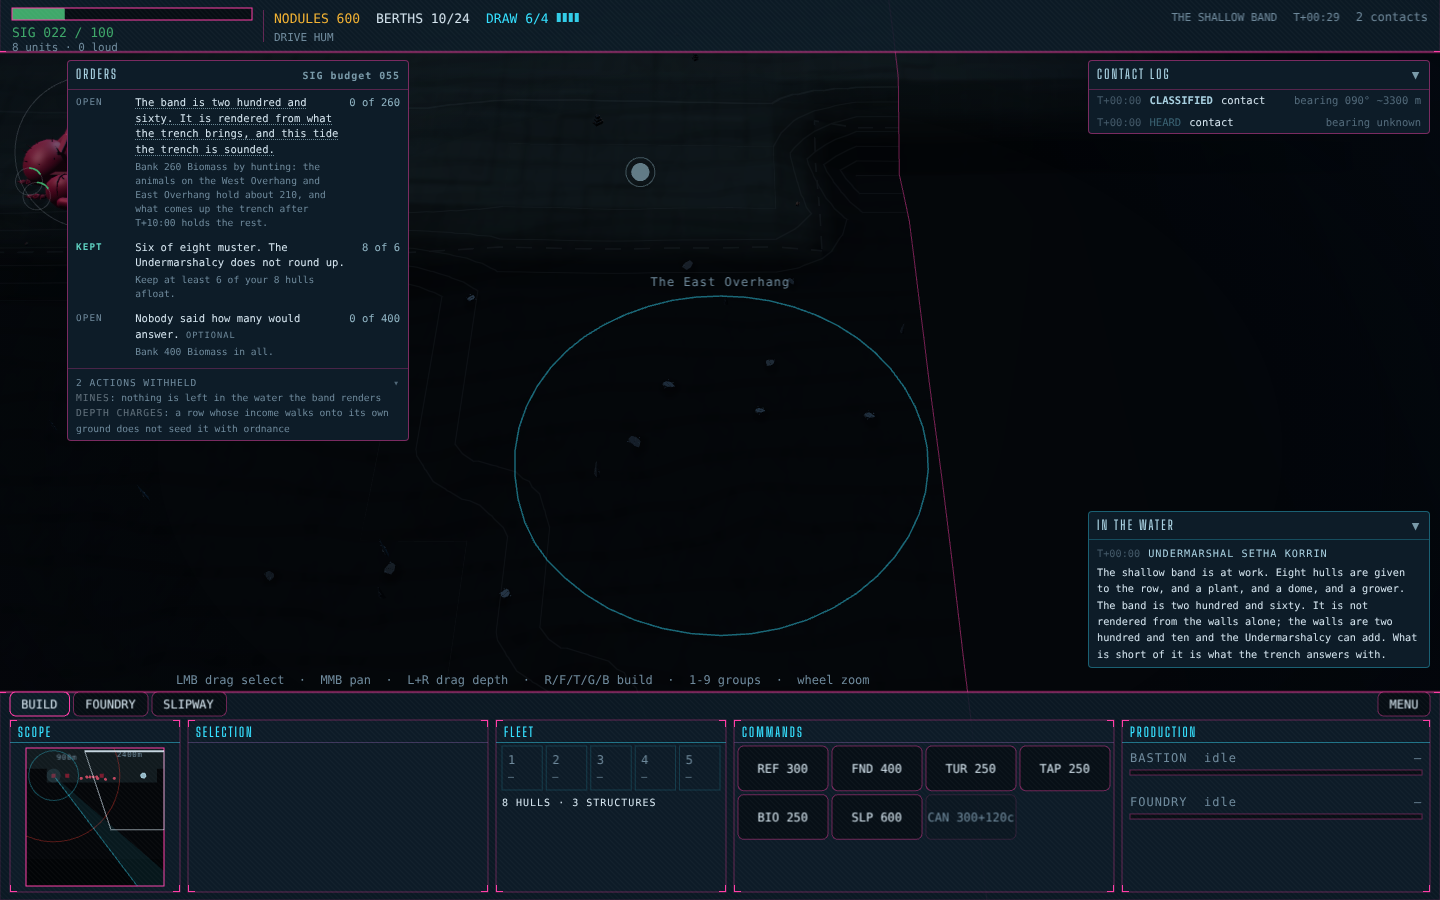 SIG 022 / 100
8 units · 0 loud
NODULES 600 BERTHS 10/24 DRAW 6/4
DRIVE HUM
THE SHALLOW BAND T+00:29 2 contacts
ORDERS SIG budget 055
OPEN The band is two hundred and 0 of 260
sixty. It is rendered from what
the trench brings, and this tide
the trench is sounded.
Bank 260 Biomass by hunting: the
animals on the West Overhang and
East Overhang hold about 210, and
what comes up the trench after
T+10:00 holds the rest.
KEPT Six of eight muster. The 8 of 6
Undermarshalcy does not round up.
Keep at least 6 of your 8 hulls
afloat.
OPEN Nobody said how many would 0 of 400
answer. OPTIONAL
Bank 400 Biomass in all.
2 ACTIONS WITHHELD
MINES: nothing is left in the water the band renders
DEPTH CHARGES: a row whose income walks onto its own
ground does not seed it with ordnance
The East Overhang
CONTACT LOG
T+00:00 CLASSIFIED contact bearing 090° ~3300 m
T+00:00 HEARD contact bearing unknown
IN THE WATER
T+00:00 UNDERMARSHAL SETHA KORRIN
The shallow band is at work. Eight hulls are given
to the row, and a plant, and a dome, and a grower.
The band is two hundred and sixty. It is not
rendered from the walls alone; the walls are two
hundred and ten and the Undermarshalcy can add. What
is short of it is what the trench answers with.
LMB drag select · MMB pan · L+R drag depth · R/F/T/G/B build · 1-9 groups · wheel zoom
BUILD FOUNDRY SLIPWAY MENU
SCOPE
900m 2400m
SELECTION
FLEET
1 2 3 4 5
– – – – –
8 HULLS · 3 STRUCTURES
COMMANDS
REF 300 FND 400 TUR 250 TAP 250
BIO 250 SLP 600 CAN 300+120c
PRODUCTION
BASTION idle –
FOUNDRY idle –